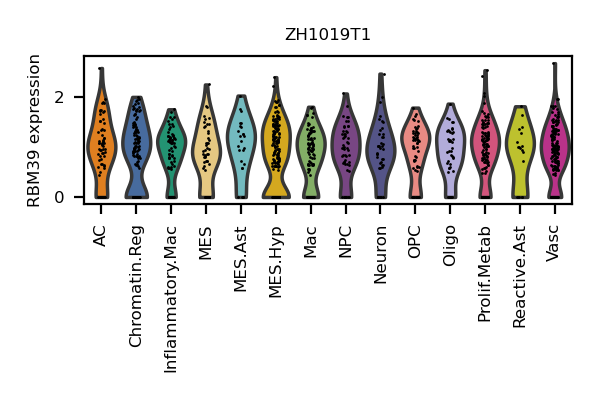 ZH1019T1
RBM39 expression
2
0
AC
Chromatin.Reg
Inflammatory.Mac
MES
MES.Ast
MES.Hyp
Mac
NPC
Neuron
OPC
Oligo
Prolif.Metab
Reactive.Ast
Vasc